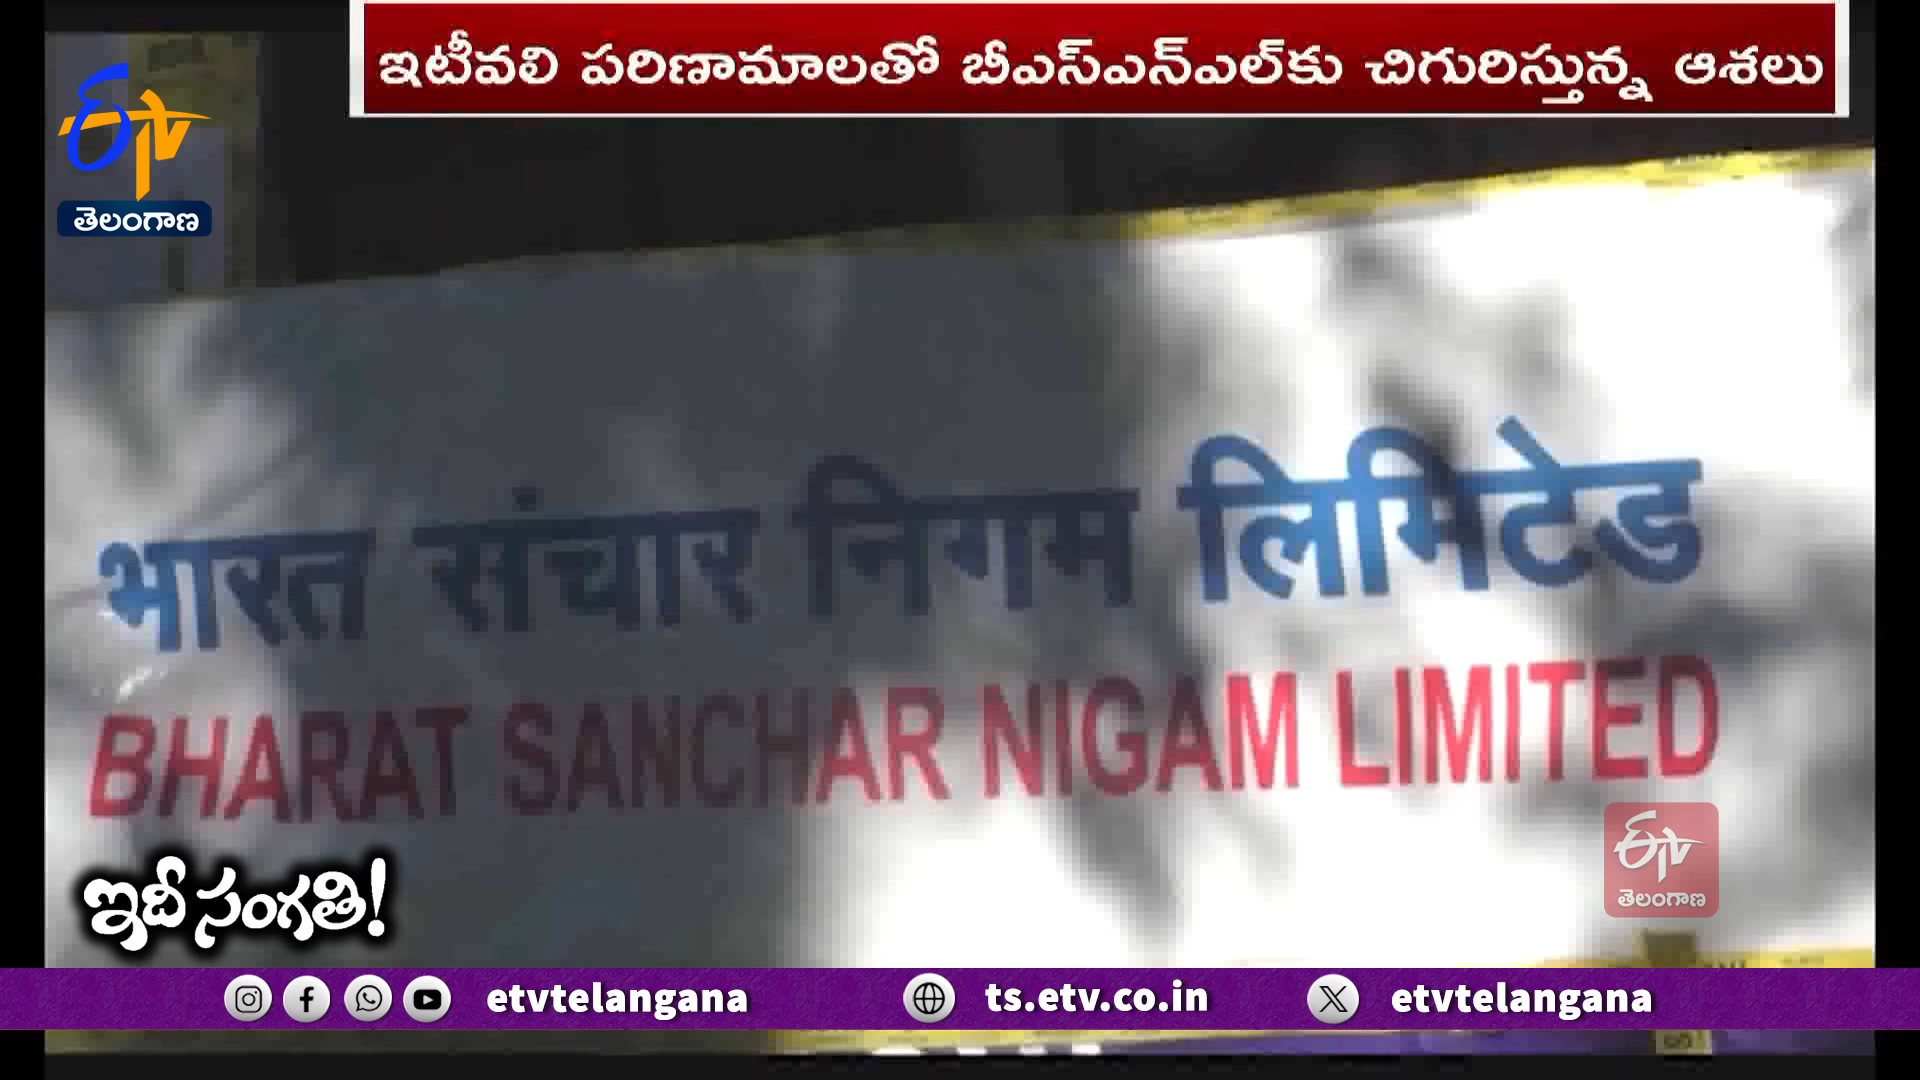 ఇటీవలి పరిణామాలతో బీఎస్ఎన్ఎల్‌కు చిగురిస్తున్న ఆశలు
ETV
తెలంగాణ
भारत संचार निगम लिमिटेड
BHARAT SANCHAR NIGAM LIMITED
ETV
తెలంగాణ
ఇదీ సంగతి!
etvtelangana
ts.etv.co.in
etvtelangana